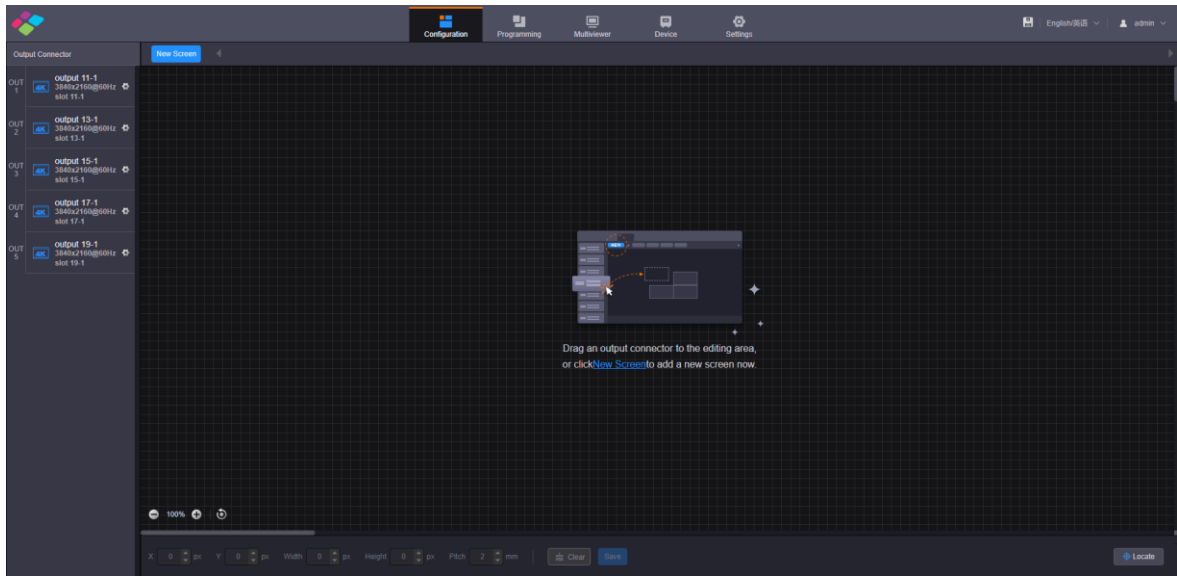 Configuration
Programming
Multiviewer
Device
Settings
English/英语
admin
Output Connector
New Screen
OUT 1
4K
output 11-1
3840x2160@60Hz
slot 11-1
OUT 2
4K
output 13-1
3840x2160@60Hz
slot 13-1
OUT 3
4K
output 15-1
3840x2160@60Hz
slot 15-1
OUT 4
4K
output 17-1
3840x2160@60Hz
slot 17-1
OUT 5
4K
output 19-1
3840x2160@60Hz
slot 19-1
Drag an output connector to the editing area,
or clickNew Screento add a new screen now.
100%
X 0 px Y 0 px Width 0 px Height 0 px Pitch 2 mm Clear Save Locate